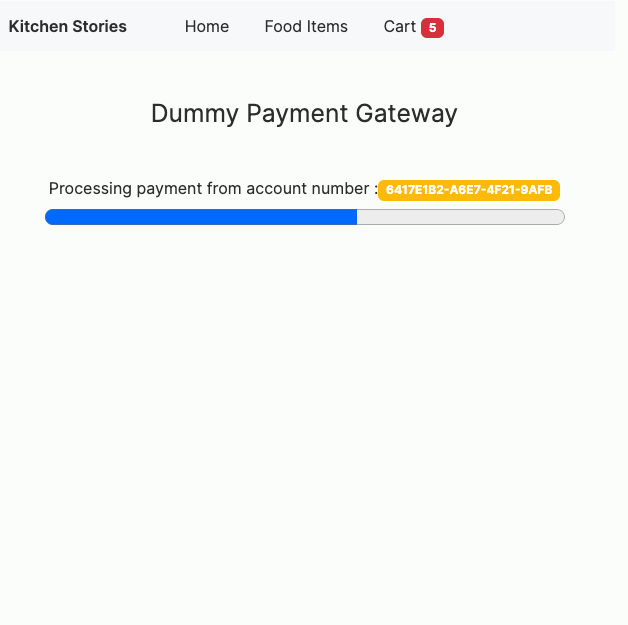 Kitchen Stories Home Food Items Cart 5
Dummy Payment Gateway
Processing payment from account number :6417E1B2-A6E7-4F21-9AFB